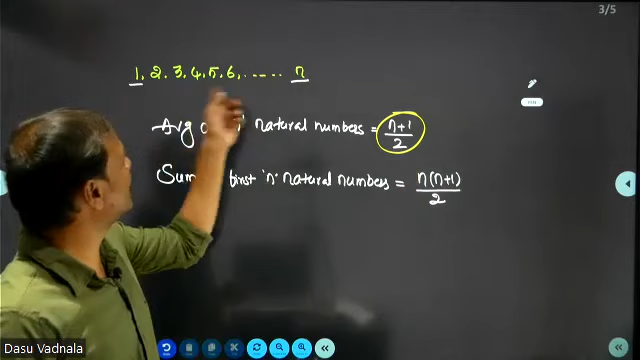 3/5
1, 2, 3, 4, 5, 6, ...... n
Avg natural numbers = n+1/2
Sum first 'n' natural numbers = n(n+1)/2
Dasu Vadnala